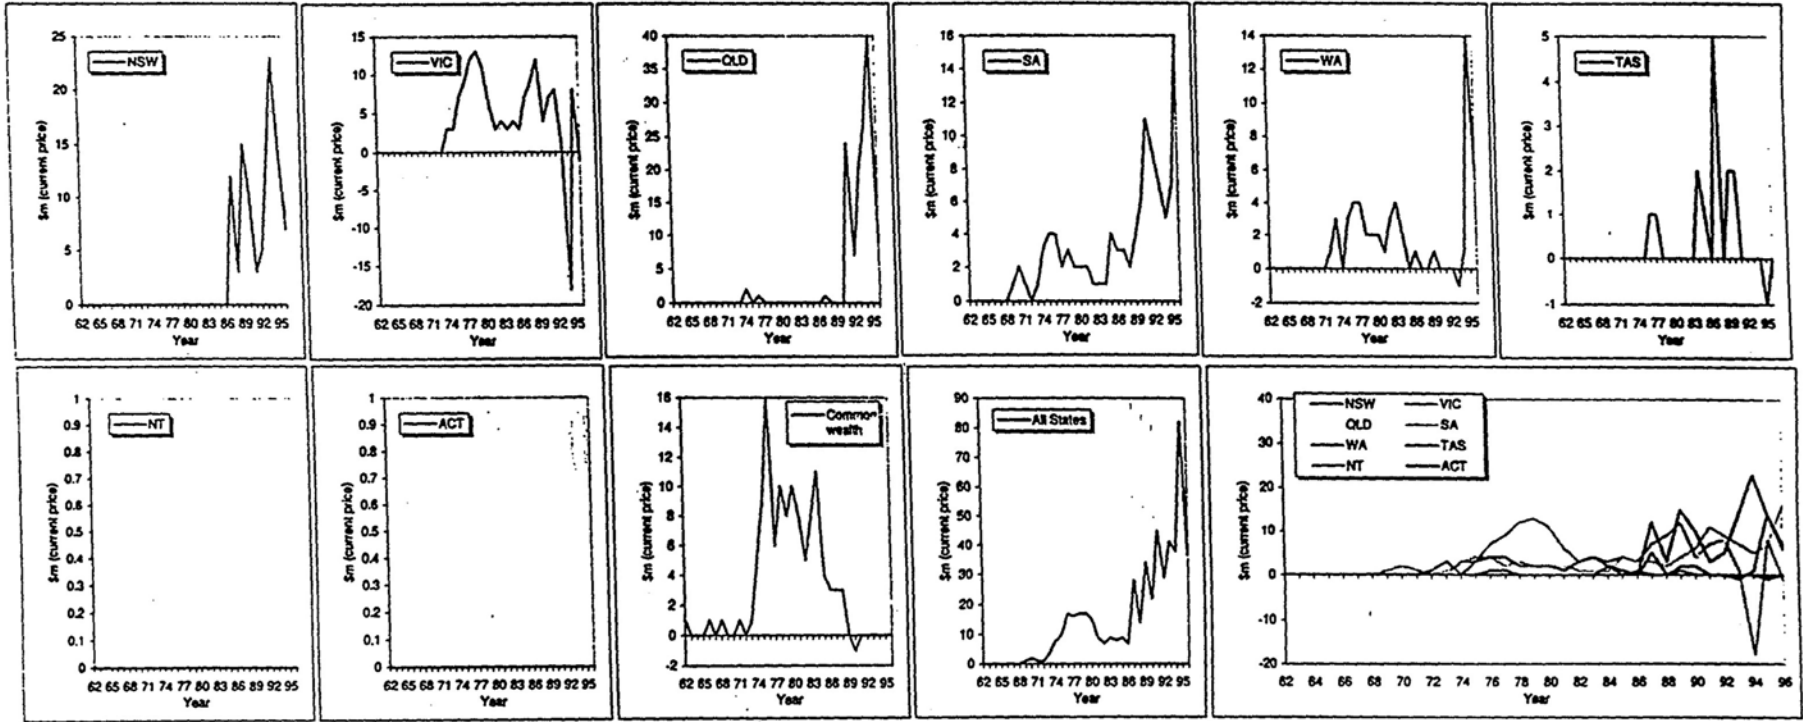 NSW
$m (current price)
25
20
15
10
5
0
62 65 68 71 74 77 80 83 86 89 92 95
Year
VIC
$m (current price)
15
10
5
0
-5
-10
-15
-20
62 65 68 71 74 77 80 83 86 89 92 95
Year
QLD
$m (current price)
40
35
30
25
20
15
10
5
0
62 65 68 71 74 77 80 83 86 89 92 95
Year
SA
$m (current price)
16
14
12
10
8
6
4
2
0
62 65 68 71 74 77 80 83 86 89 92 95
Year
WA
$m (current price)
14
12
10
8
6
4
2
0
-2
62 65 68 71 74 77 80 83 86 89 92 95
Year
TAS
$m (current price)
5
4
3
2
1
0
-1
62 65 68 71 74 77 80 83 86 89 92 95
Year
NT
$m (current price)
1
0.9
0.8
0.7
0.6
0.5
0.4
0.3
0.2
0.1
0
62 65 68 71 74 77 80 83 86 89 92 95
Year
ACT
$m (current price)
1
0.9
0.8
0.7
0.6
0.5
0.4
0.3
0.2
0.1
0
62 65 68 71 74 77 80 83 86 89 92 95
Year
Common
wealth
$m (current price)
16
14
12
10
8
6
4
2
0
-2
62 65 68 71 74 77 80 83 86 89 92 95
Year
All States
$m (current price)
90
80
70
60
50
40
30
20
10
0
62 65 68 71 74 77 80 83 86 89 92 95
Year
NSW VIC
QLD SA
WA TAS
NT ACT
$m (current price)
40
30
20
10
0
-10
-20
62 64 66 68 70 72 74 76 78 80 82 84 86 88 90 92 94 96
Year